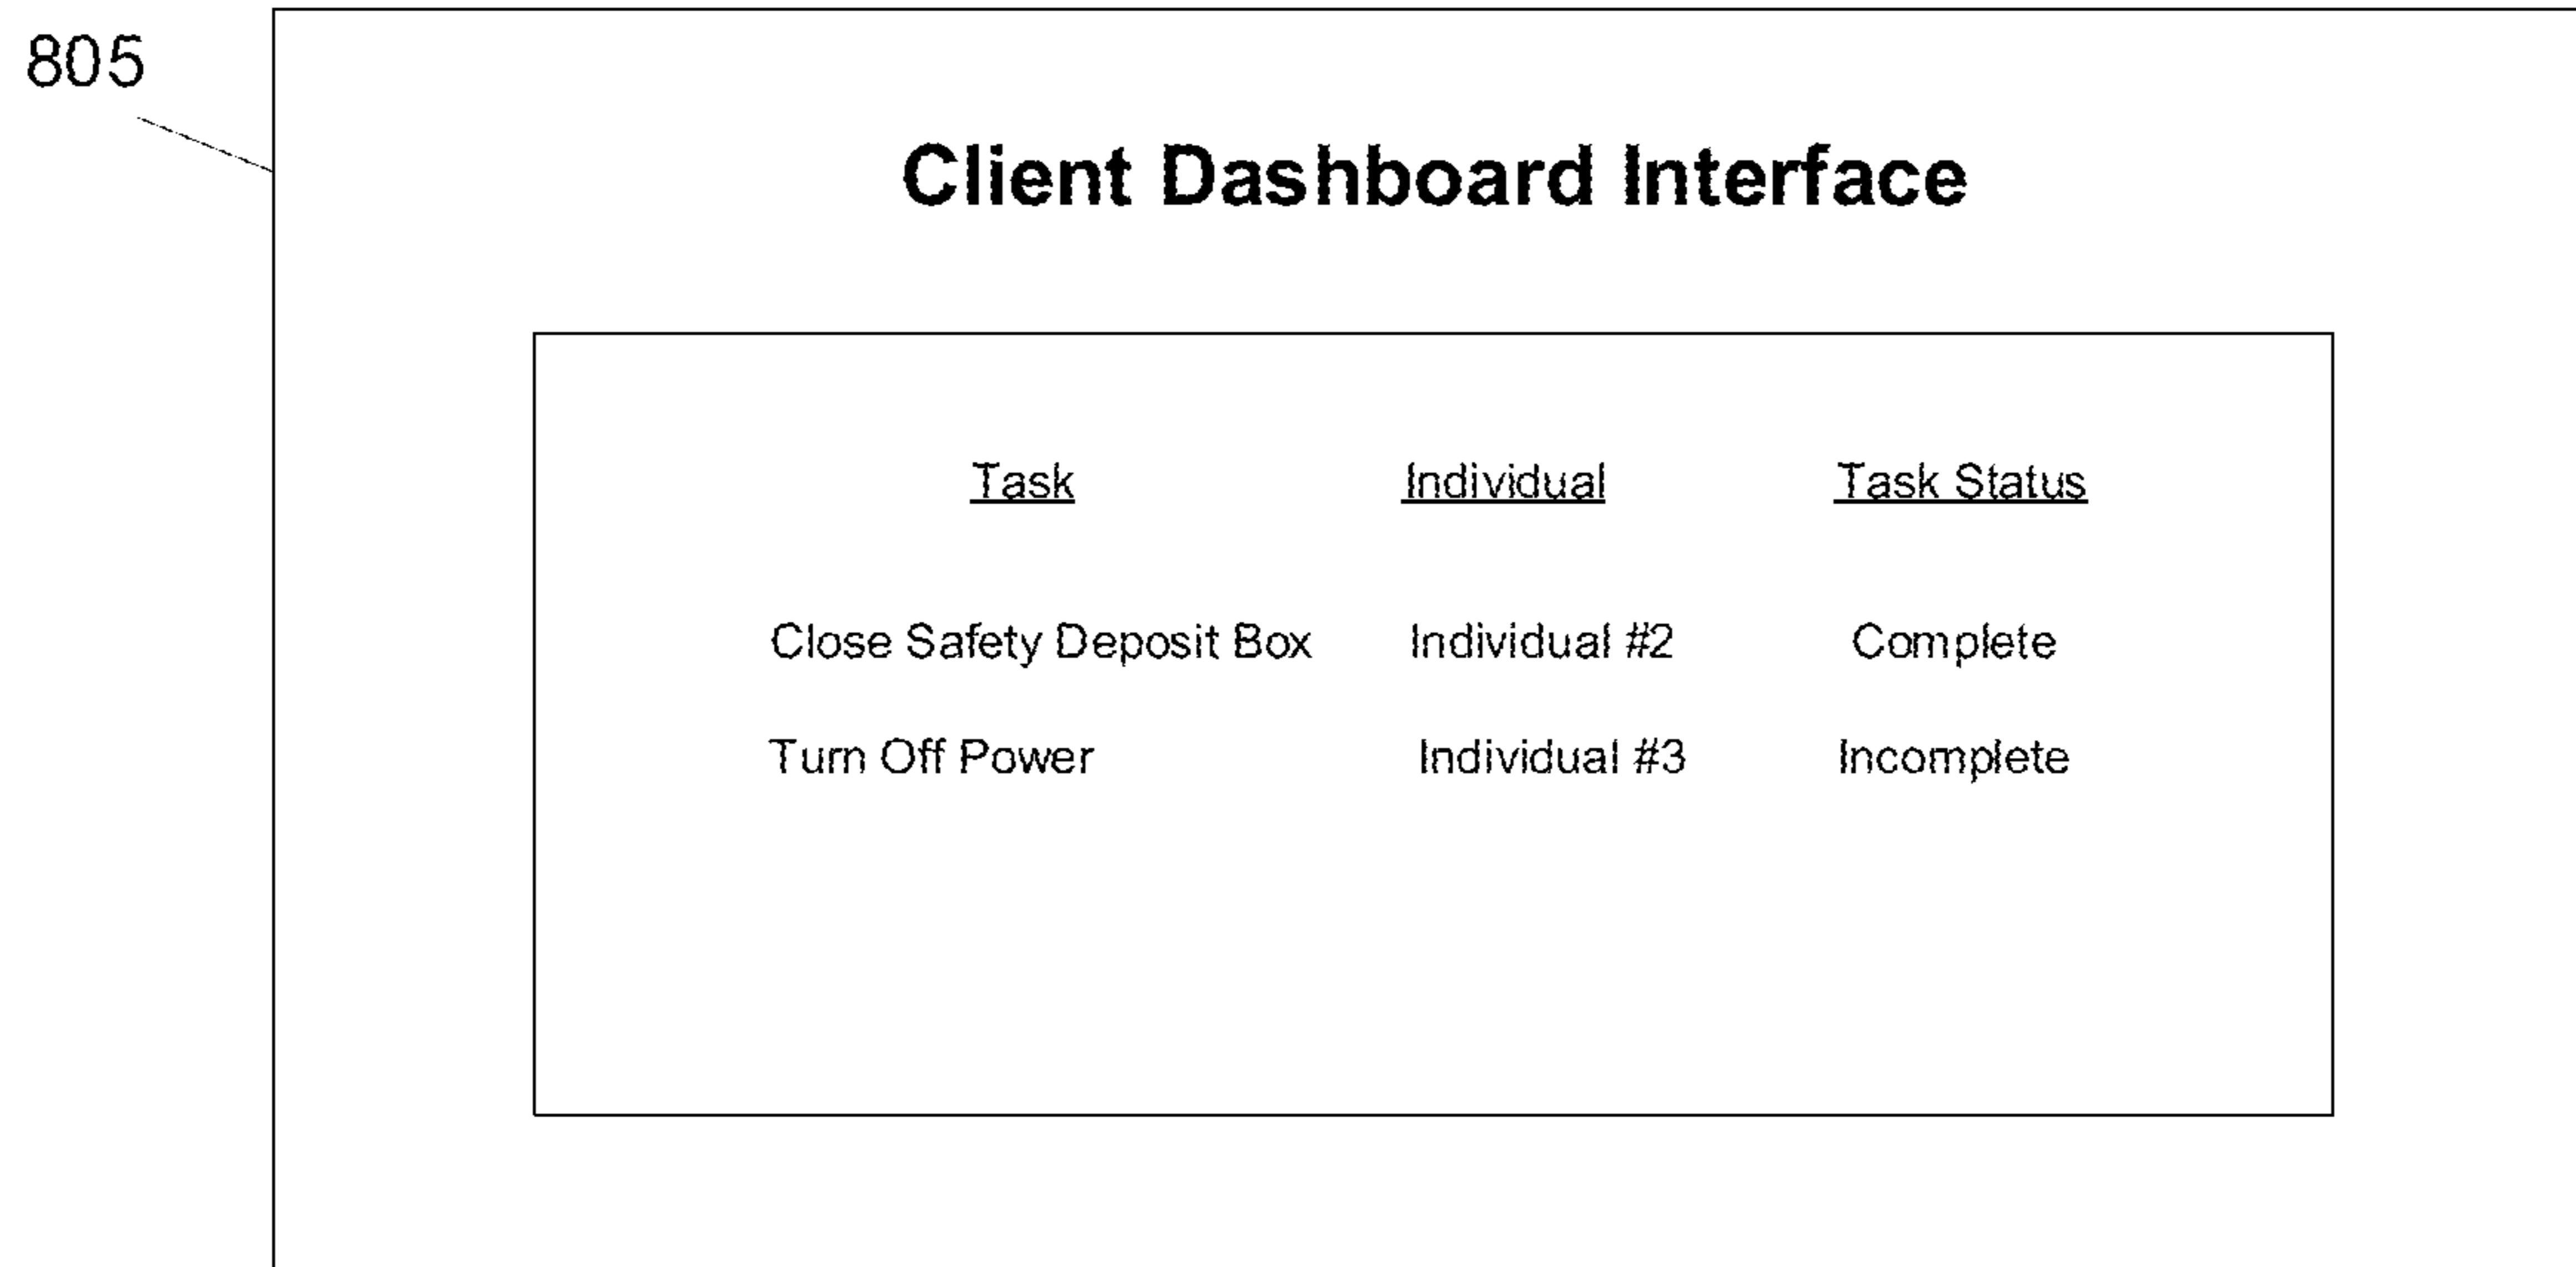 805
Client Dashboard Interface
Task Individual Task Status
Close Safety Deposit Box Individual #2 Complete
Turn Off Power Individual #3 Incomplete